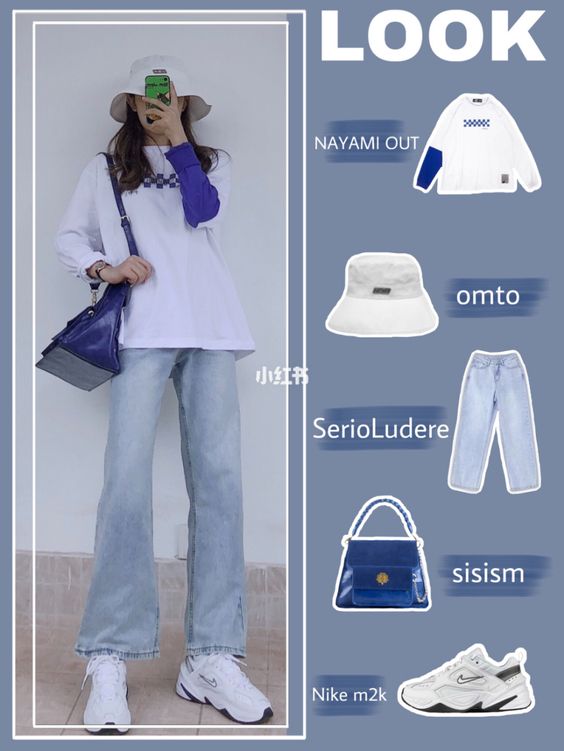 LOOK
NAYAMI OUT
omto
小红书
SerioLudere
sisism
Nike m2k